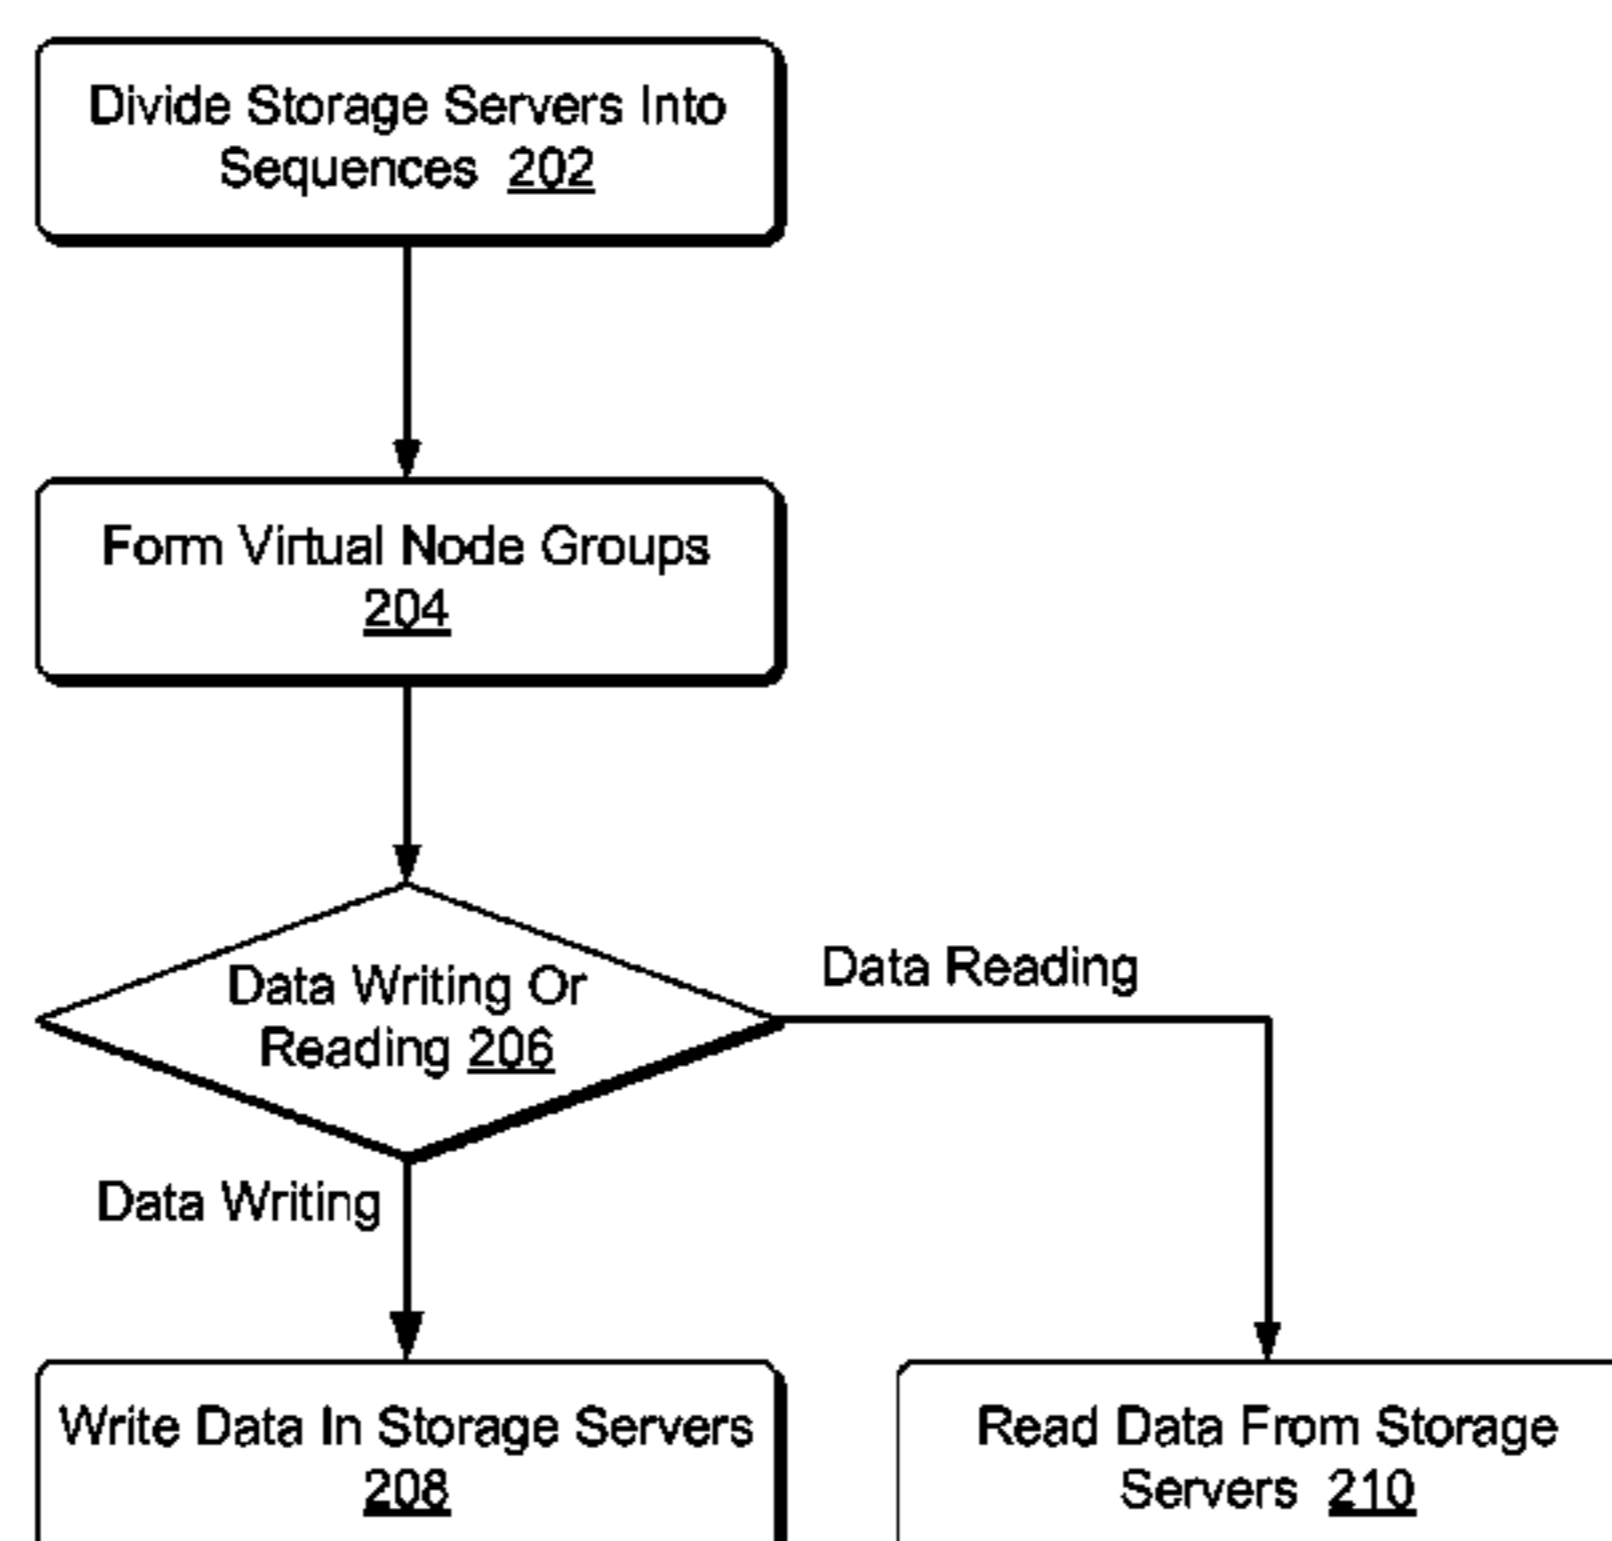 Divide Storage Servers Into
Sequences 202
Form Virtual Node Groups
204
Data Writing Or
Reading 206
Data Reading
Data Writing
Write Data In Storage Servers
208
Read Data From Storage
Servers 210